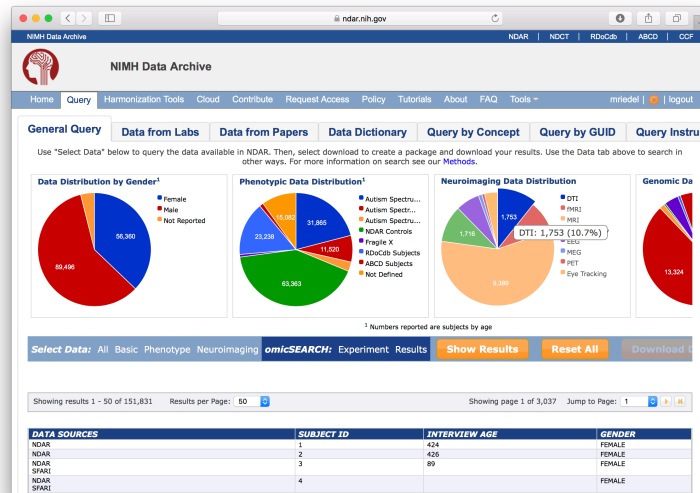 ndar.nih.gov
NIMH Data Archive
NDAR | NDCT | RDoCdb | ABCD | CCF
NIMH Data Archive
Home Query Harmonization Tools Cloud Contribute Request Access Policy Tutorials About FAQ Tools
mriedel | | logout
General Query Data from Labs Data from Papers Data Dictionary Query by Concept Query by GUID Query Instru
Use "Select Data" below to query the data available in NDAR. Then, select download to create a package and download your results. Use the Data tab above to search in
other ways. For more information on search see our Methods.
Data Distribution by Gender¹
Female
Male
Not Reported
56,360
89,496
Phenotypic Data Distribution¹
Autism Spectru...
Autism Spectr...
Autism Spectru...
NDAR Controls
Fragile X
RDoCdb Subjects
ABCD Subjects
Not Defined
15,082
31,865
23,238
11,520
63,363
Neuroimaging Data Distribution
DTI
fMRI
MRI
EEG
MEG
PET
Eye Tracking
1,753
1,716
DTI: 1,753 (10.7%)
Genomic Da
13,324
¹ Numbers reported are subjects by age
Select Data: All Basic Phenotype Neuroimaging omicSEARCH: Experiment Results Show Results Reset All Download
Showing results 1 - 50 of 151,831 Results per Page: 50 Showing page 1 of 3,037 Jump to Page: 1
DATA SOURCES SUBJECT ID INTERVIEW AGE GENDER
NDAR 1 424 FEMALE
NDAR 2 426 FEMALE
NDAR 3 89 FEMALE
SFARI
NDAR 4 FEMALE
SFARI